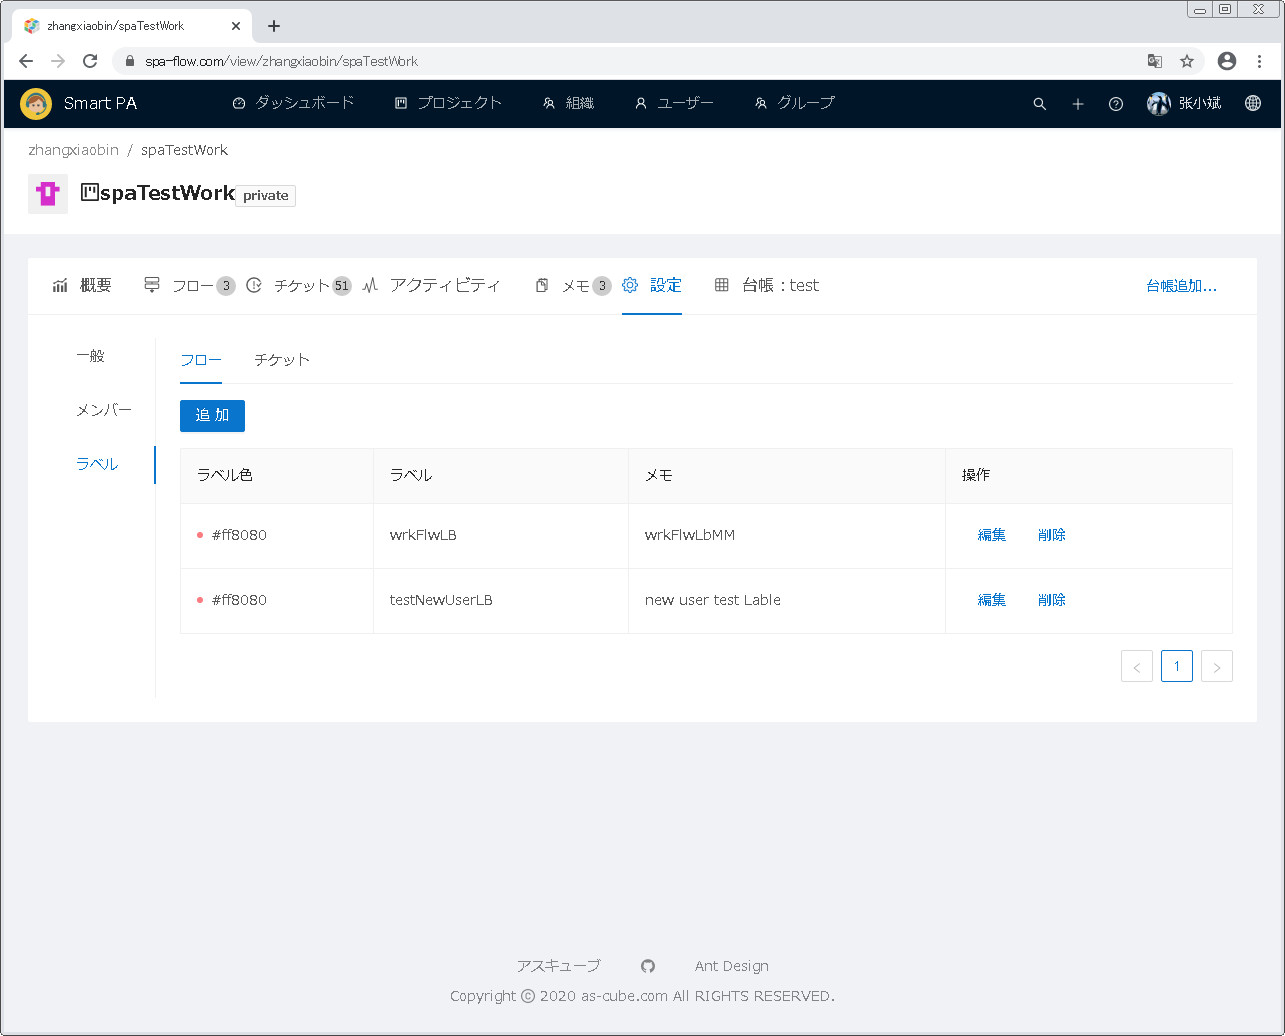 zhangxiaobin/spaTestWork
spa-flow.com/view/zhangxiaobin/spaTestWork
Smart PA ダッシュボード プロジェクト 組織 ユーザー グループ 张小斌
zhangxiaobin / spaTestWork
spaTestWork private
概要 フロー 3 チケット 51 アクティビティ メモ 3 設定 台帳：test 台帳追加...
一般
メンバー
ラベル
フロー チケット
追 加
ラベル色 ラベル メモ 操作
#ff8080 wrkFlwLB wrkFlwLbMM 編集 削除
#ff8080 testNewUserLB new user test Lable 編集 削除
< 1 >
アスキューブ Ant Design
Copyright © 2020 as-cube.com All RIGHTS RESERVED.